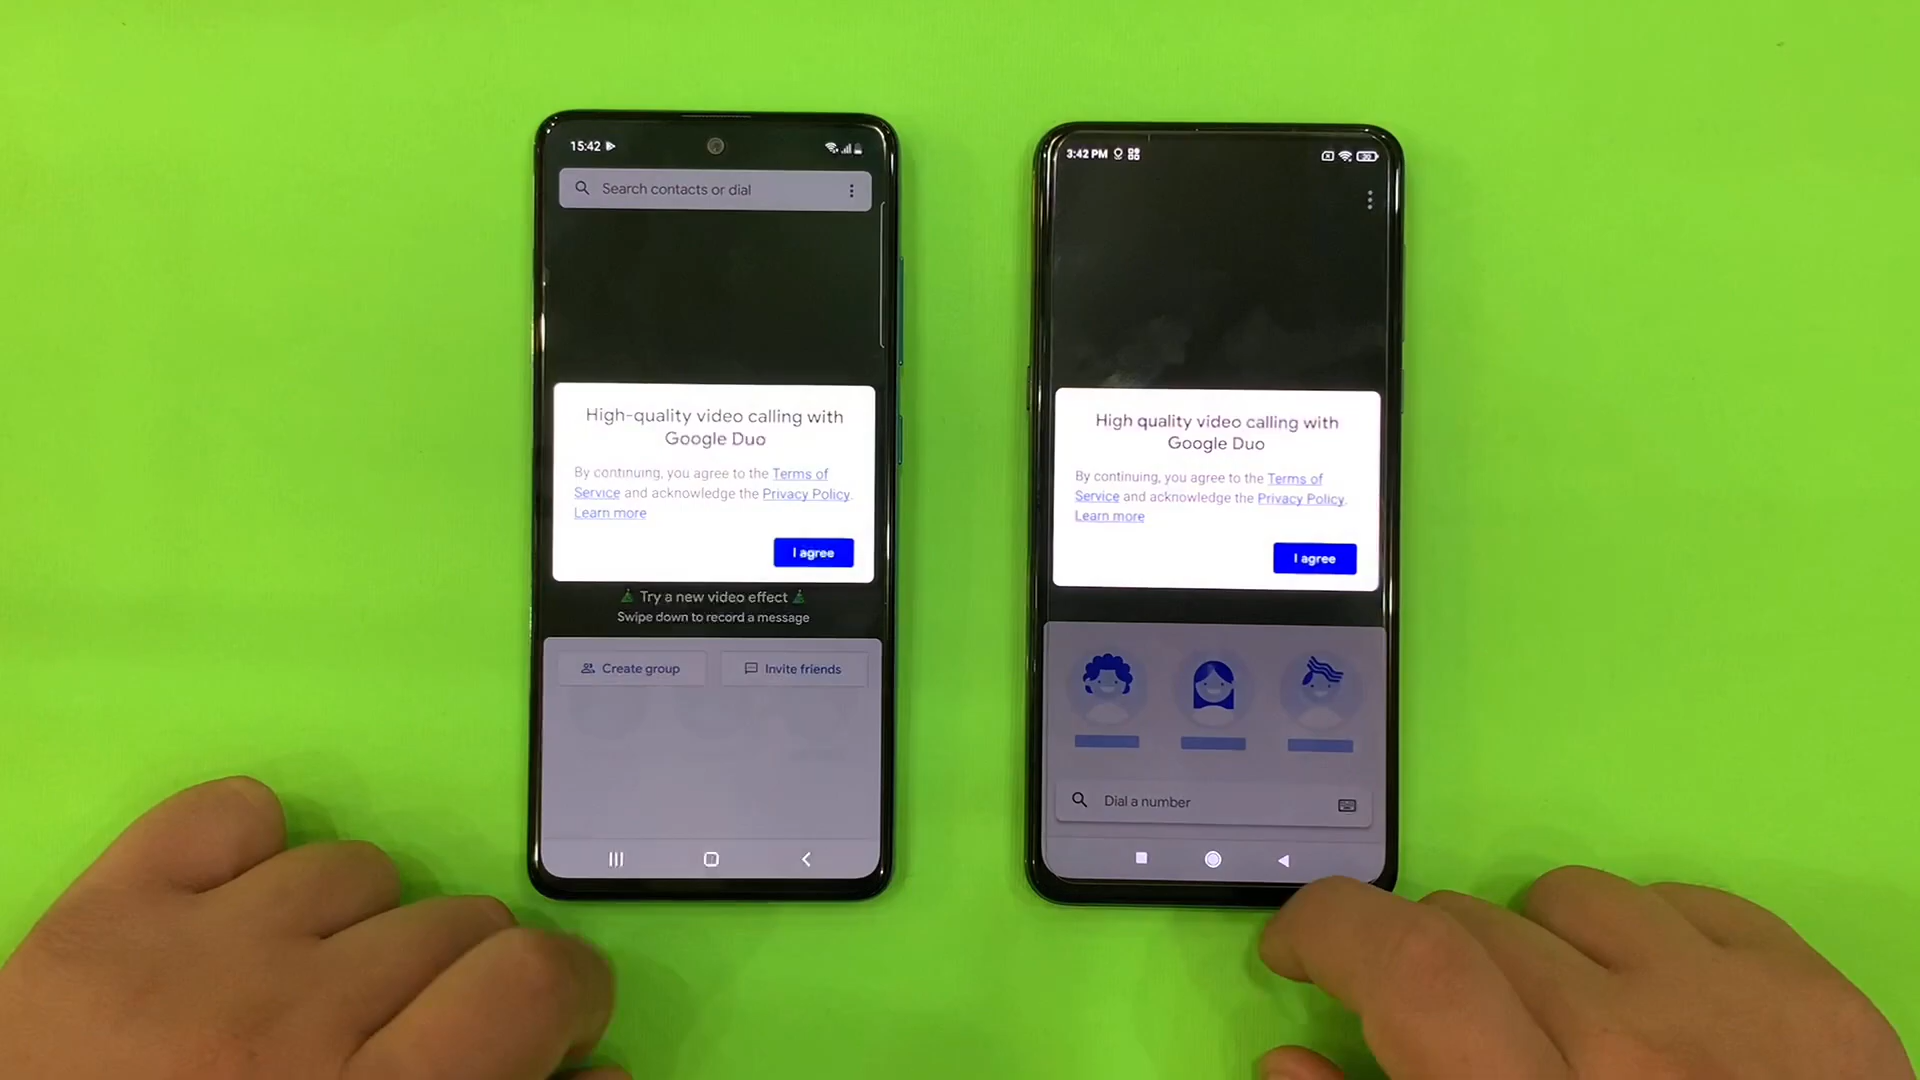 15:42
Search contacts or dial
High-quality video calling with
Google Duo
By continuing, you agree to the Terms of
Service and acknowledge the Privacy Policy.
Learn more
I agree
Try a new video effect
Swipe down to record a message
Create group
Invite friends
3:42 PM
20
High quality video calling with
Google Duo
By continuing, you agree to the Terms of
Service and acknowledge the Privacy Policy.
Learn more
I agree
Dial a number